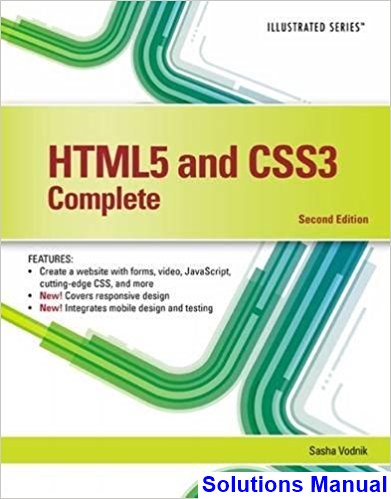 ILLUSTRATED SERIES™
HTML5 and CSS3
Complete
Second Edition
FEATURES:
• Create a website with forms, video, JavaScript,
cutting-edge CSS, and more
• New! Covers responsive design
• New! Integrates mobile design and testing
Sasha Vodnik
Solutions Manual